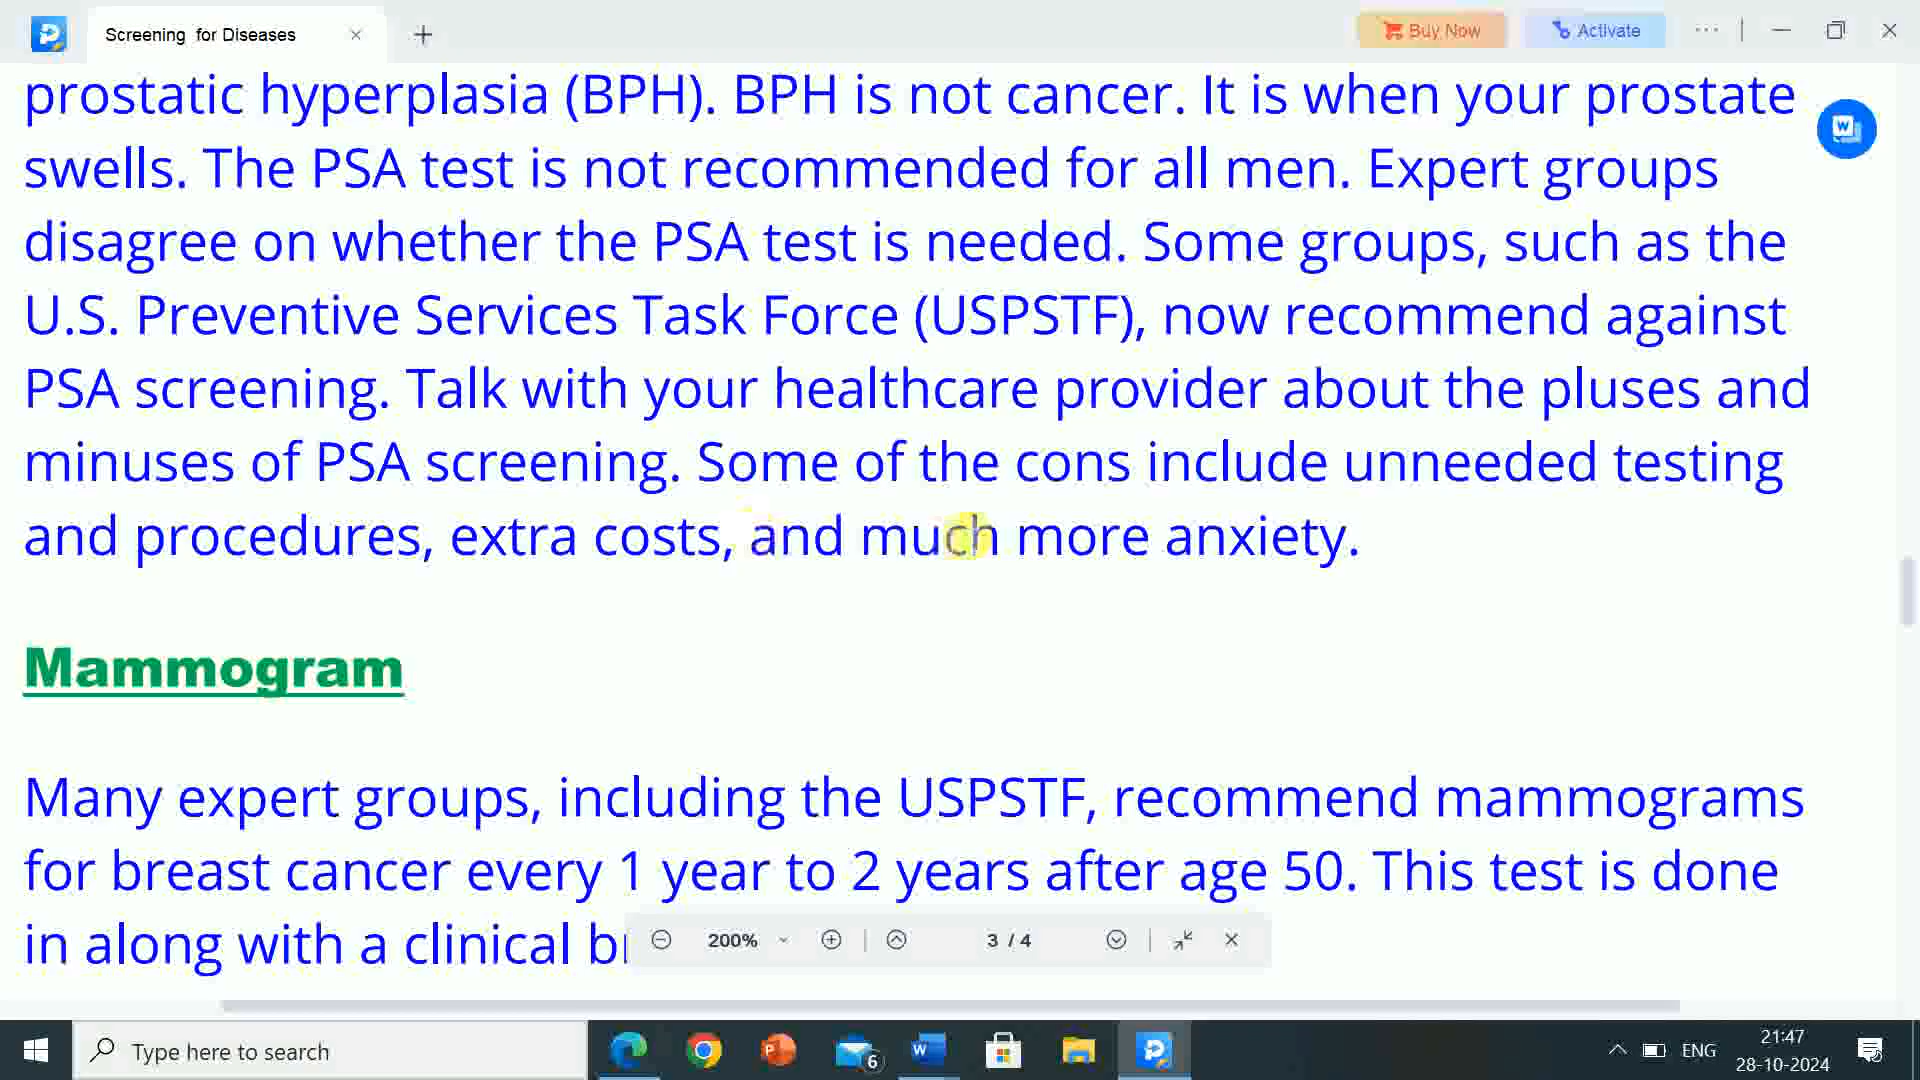 Screening for Diseases
Buy Now
Activate
prostatic hyperplasia (BPH). BPH is not cancer. It is when your prostate
swells. The PSA test is not recommended for all men. Expert groups
disagree on whether the PSA test is needed. Some groups, such as the
U.S. Preventive Services Task Force (USPSTF), now recommend against
PSA screening. Talk with your healthcare provider about the pluses and
minuses of PSA screening. Some of the cons include unneeded testing
and procedures, extra costs, and much more anxiety.
Mammogram
Many expert groups, including the USPSTF, recommend mammograms
for breast cancer every 1 year to 2 years after age 50. This test is done
in along with a clinical
200%
3 / 4
Type here to search
6
ENG
21:47
28-10-2024